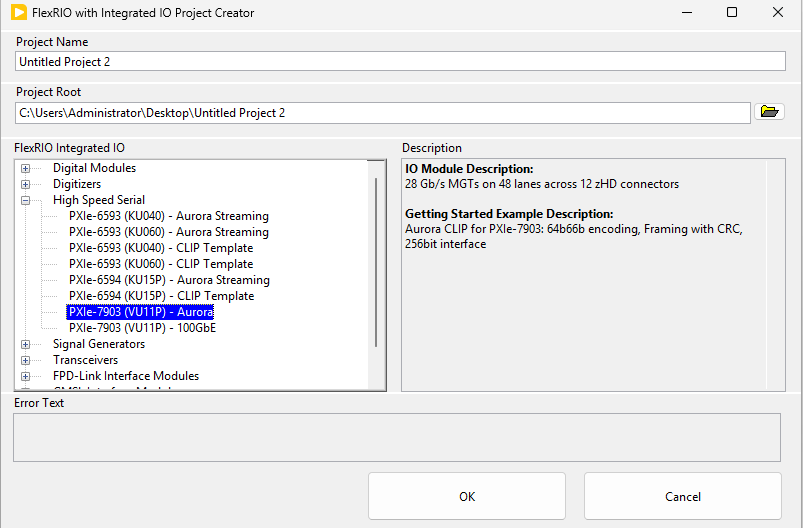 FlexRIO with Integrated IO Project Creator
Project Name
Untitled Project 2
Project Root
C:\Users\Administrator\Desktop\Untitled Project 2
FlexRIO Integrated IO
Digital Modules
Digitizers
High Speed Serial
PXIe-6593 (KU040) - Aurora Streaming
PXIe-6593 (KU060) - Aurora Streaming
PXIe-6593 (KU040) - CLIP Template
PXIe-6593 (KU060) - CLIP Template
PXIe-6594 (KU15P) - Aurora Streaming
PXIe-6594 (KU15P) - CLIP Template
PXIe-7903 (VU11P) - Aurora
PXIe-7903 (VU11P) - 100GbE
Signal Generators
Transceivers
FPD-Link Interface Modules
Description
IO Module Description:
28 Gb/s MGTs on 48 lanes across 12 zHD connectors
Getting Started Example Description:
Aurora CLIP for PXIe-7903: 64b66b encoding, Framing with CRC,
256bit interface
Error Text
OK
Cancel